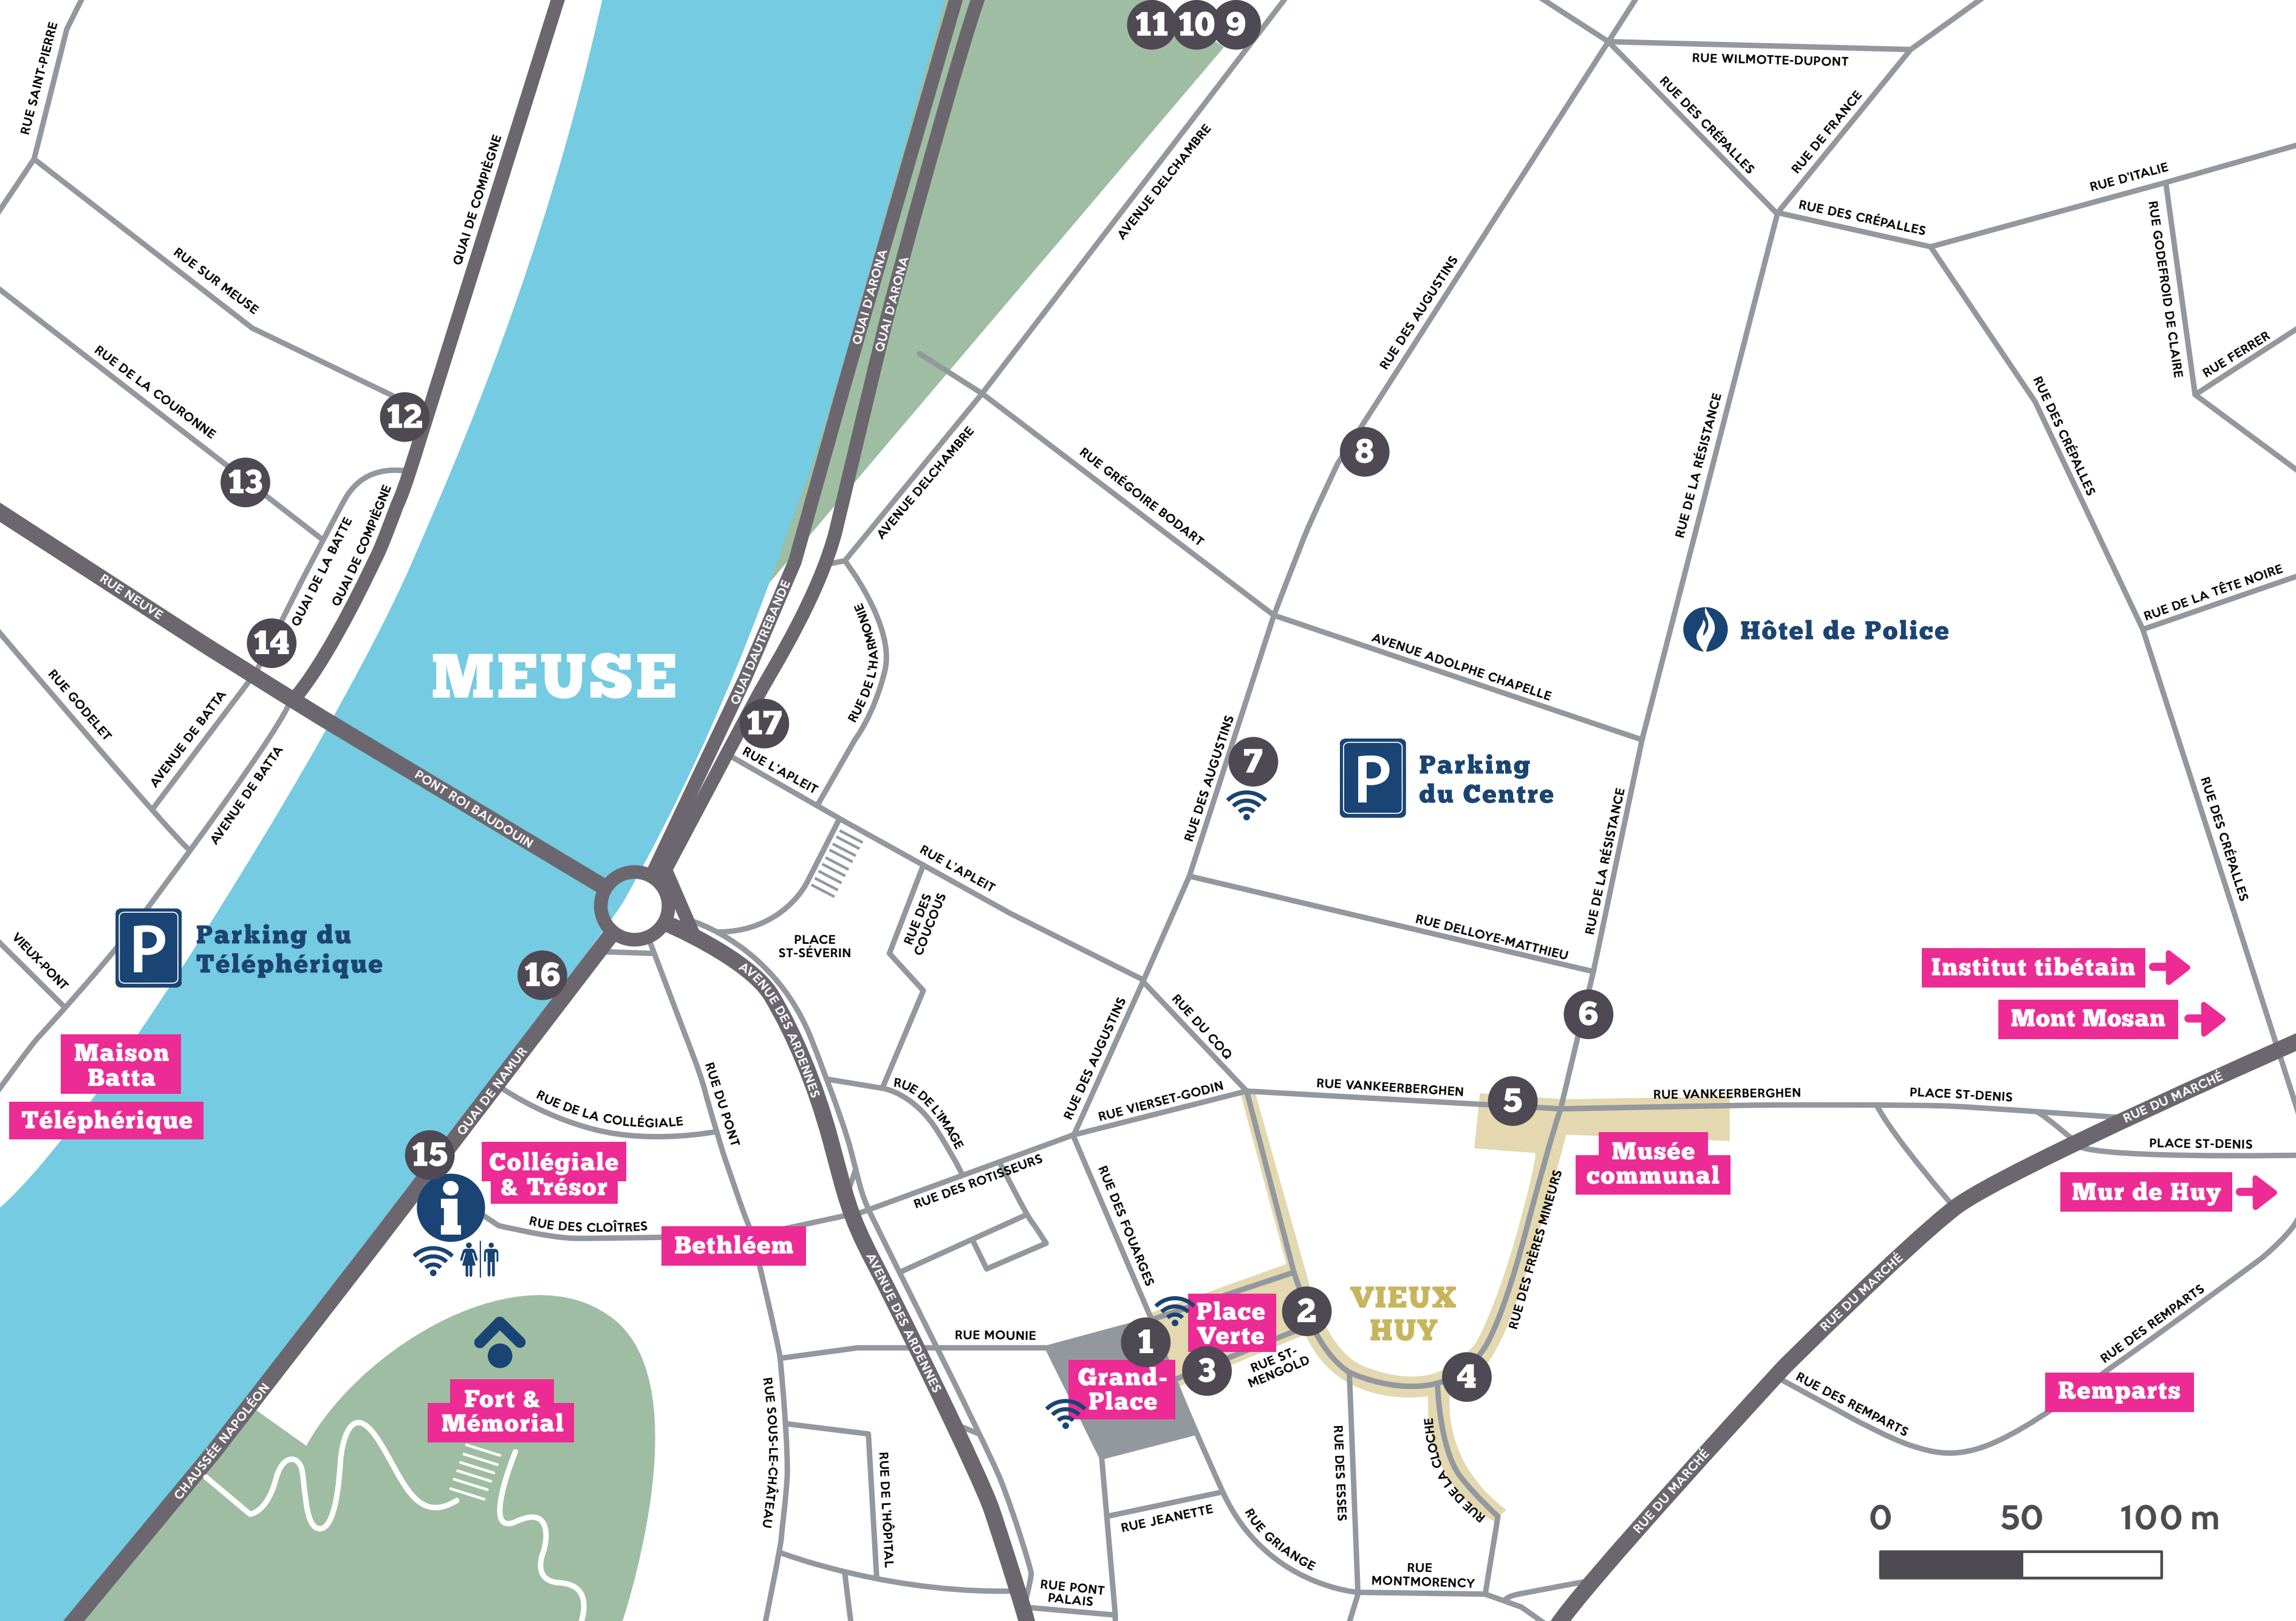 11
10
9
RUE SAINT-PIERRE
RUE WILMOTTE-DUPONT
RUE DES CRÉPALLES
RUE DE FRANCE
QUAI DE COMPIÈGNE
AVENUE DELCHAMBRE
RUE D'ITALIE
RUE DES CRÉPALLES
RUE GODEFROID DE CLAIRE
RUE SUR MEUSE
QUAI D'ARONA
QUAI D'ARONA
RUE DES AUGUSTINS
RUE FERRER
RUE DE LA COURONNE
12
RUE DES CRÉPALLES
13
8
RUE DE LA RÉSISTANCE
AVENUE DELCHAMBRE
RUE GRÉGOIRE BODART
QUAI DE LA BATTE
QUAI DE COMPIÈGNE
RUE NEUVE
RUE DE LA TÊTE NOIRE
14
MEUSE
QUAI DAUTREBANDE
RUE DE L'HARMONIE
Hôtel de Police
AVENUE ADOLPHE CHAPELLE
RUE GODELET
AVENUE DE BATTA
17
7
P
Parking
du Centre
RUE L'APLEIT
RUE DES AUGUSTINS
AVENUE DE BATTA
PONT ROI BAUDOUIN
RUE DE LA RÉSISTANCE
RUE DES CRÉPALLES
RUE L'APLEIT
RUE DES
COUCOUS
RUE DELLOYE-MATTHIEU
P
Parking du
Téléphérique
VIEUX-PONT
PLACE
ST-SÉVERIN
16
AVENUE DES ARDENNES
Institut tibétain
Mont Mosan
6
RUE DU COQ
RUE DES AUGUSTINS
Maison
Batta
Téléphérique
QUAI DE NAMUR
RUE DE LA COLLÉGIALE
RUE DU PONT
RUE DE L'IMAGE
RUE VIERSET-GODIN
RUE VANKEERBERGHEN
5
RUE VANKEERBERGHEN
PLACE ST-DENIS
RUE DU MARCHÉ
PLACE ST-DENIS
15
Collégiale
& Trésor
Musée
communal
RUE DES ROTISSEURS
RUE DES FOUARGES
RUE DES FRÈRES MINEURS
Mur de Huy
i
RUE DES CLOÎTRES
Bethléem
AVENUE DES ARDENNES
VIEUX
HUY
RUE DU MARCHÉ
Place
Verte
2
1
3
RUE ST-
MENGOLD
4
RUE MOUNIE
Grand-
Place
RUE DES REMPARTS
Remparts
RUE DES REMPARTS
Fort &
Mémorial
CHAUSSÉE NAPOLÉON
RUE SOUS-LE-CHÂTEAU
RUE DE L'HÔPITAL
RUE DES ESSES
RUE DE LA CLOCHE
RUE DU MARCHÉ
RUE JEANETTE
RUE GRIANGE
RUE
MONTMORENCY
RUE PONT
PALAIS
0 50 100 m